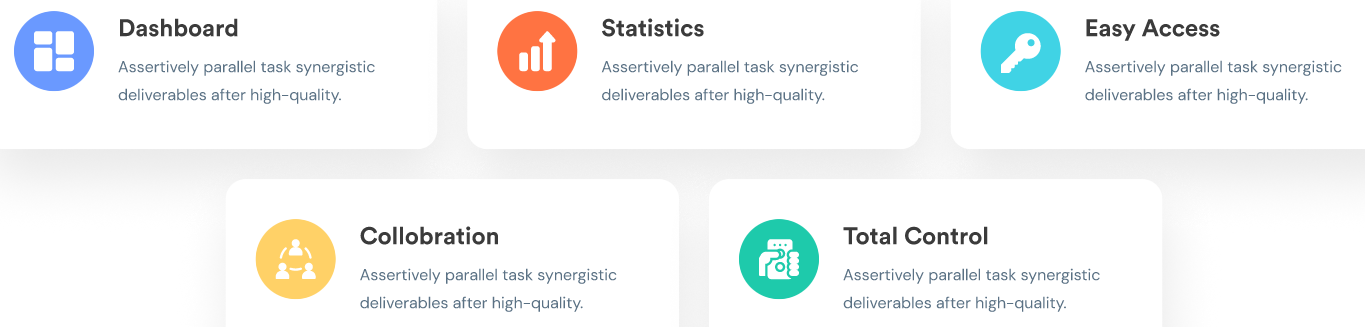 Dashboard
Assertively parallel task synergistic
deliverables after high-quality.
Statistics
Assertively parallel task synergistic
deliverables after high-quality.
Easy Access
Assertively parallel task synergistic
deliverables after high-quality.
Collobration
Assertively parallel task synergistic
deliverables after high-quality.
Total Control
Assertively parallel task synergistic
deliverables after high-quality.